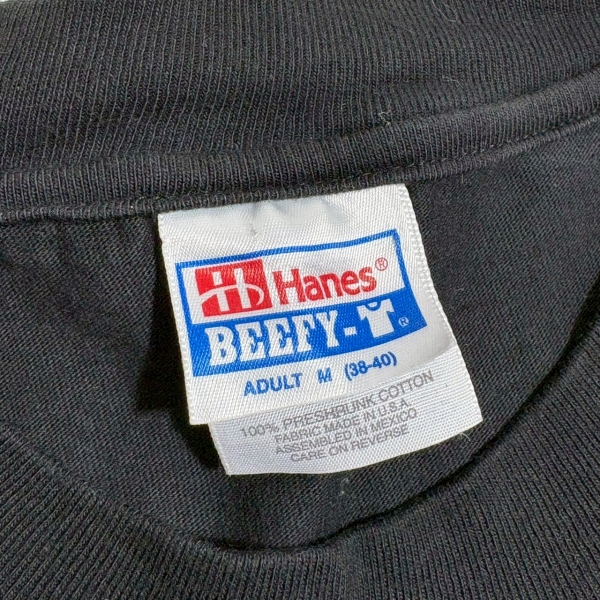 Hanes®
BEEFY-T®
ADULT M (38-40)
100% PRESHRUNK COTTON
FABRIC MADE IN U.S.A.
ASSEMBLED IN MEXICO
CARE ON REVERSE